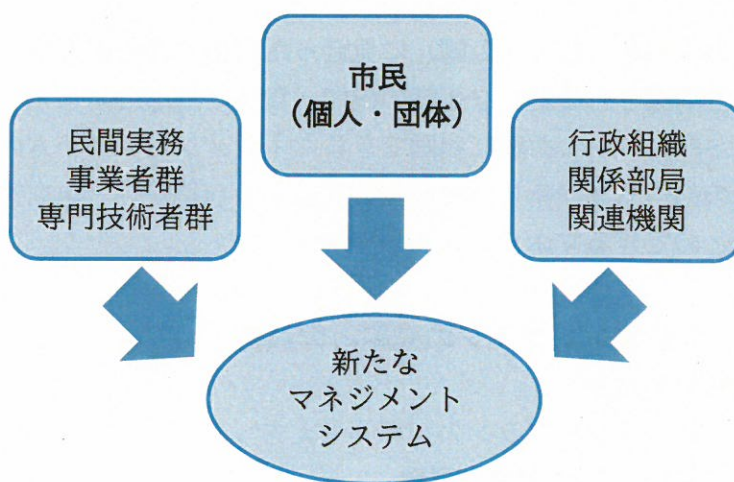 市民
（個人・団体）
民間実務
事業者群
専門技術者群
行政組織
関係部局
関連機関
新たな
マネジメント
システム